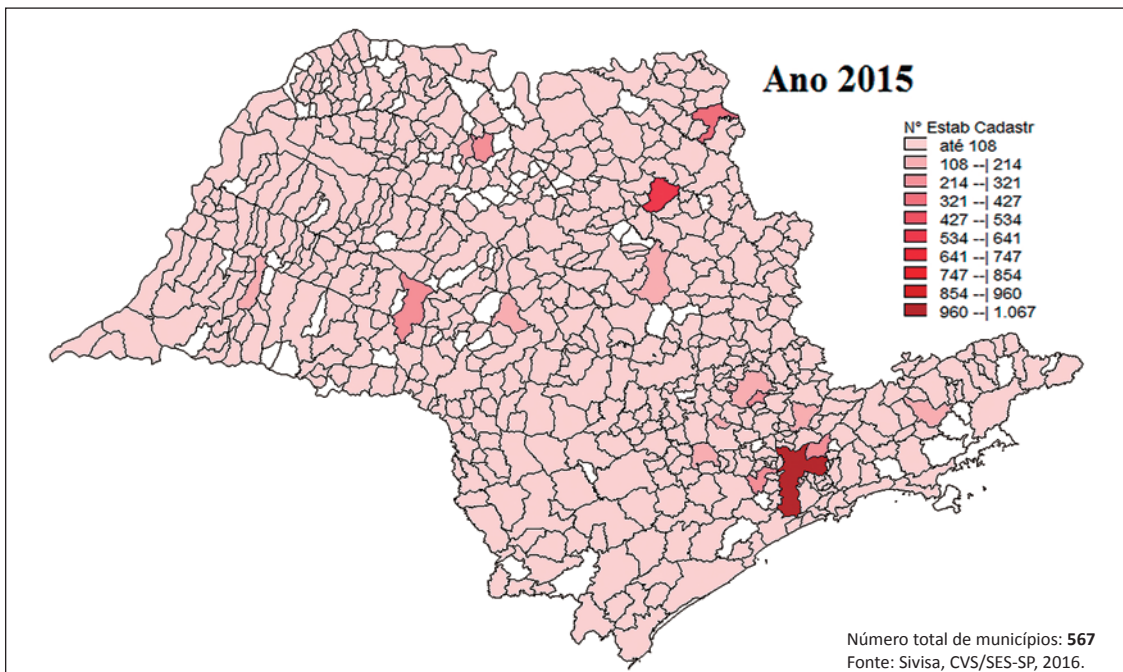 Ano 2015
Nº Estab Cadastr
até 108
108 --| 214
214 --| 321
321 --| 427
427 --| 534
534 --| 641
641 --| 747
747 --| 854
854 --| 960
960 --| 1.067
Número total de municípios: 567
Fonte: Sivisa, CVS/SES-SP, 2016.